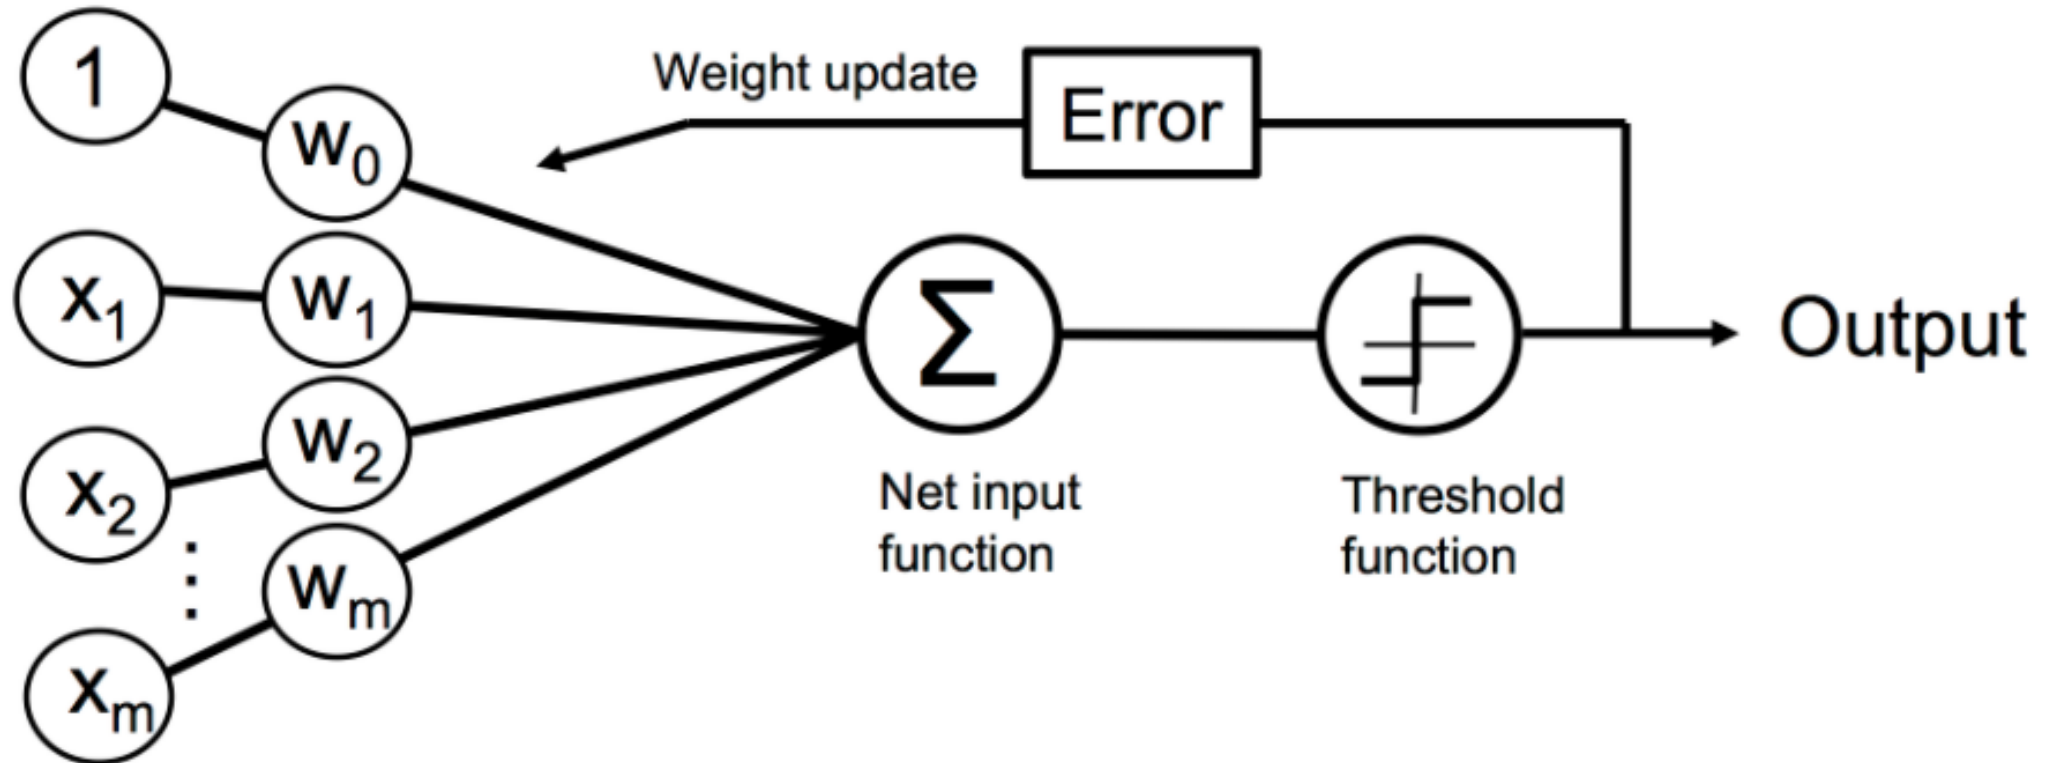 1
w₀
Weight update
Error
x₁
w₁
Σ
Output
x₂
w₂
Net input
function
Threshold
function
⋮
wₘ
xₘ